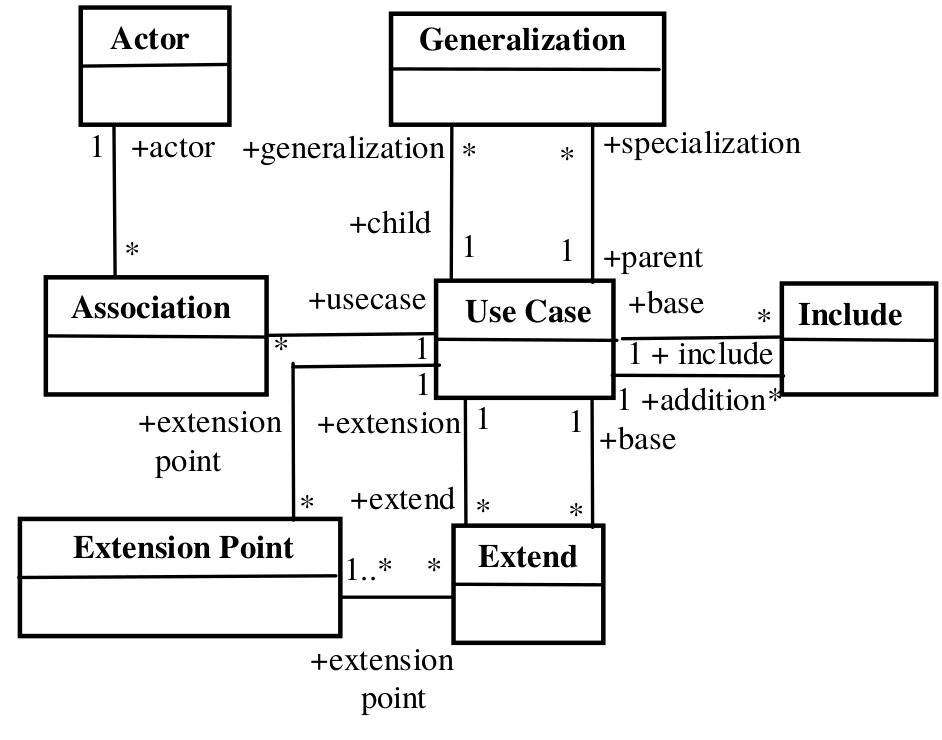 Actor
Generalization
1 +actor
+generalization * * +specialization
+child
* 1 1 +parent
Association
+usecase
Use Case
+base
* Include
* 1
1 + include
1
1 +addition*
+extension
point
+extension 1 1
+base
* +extend * *
Extension Point
1..* *
Extend
+extension
point